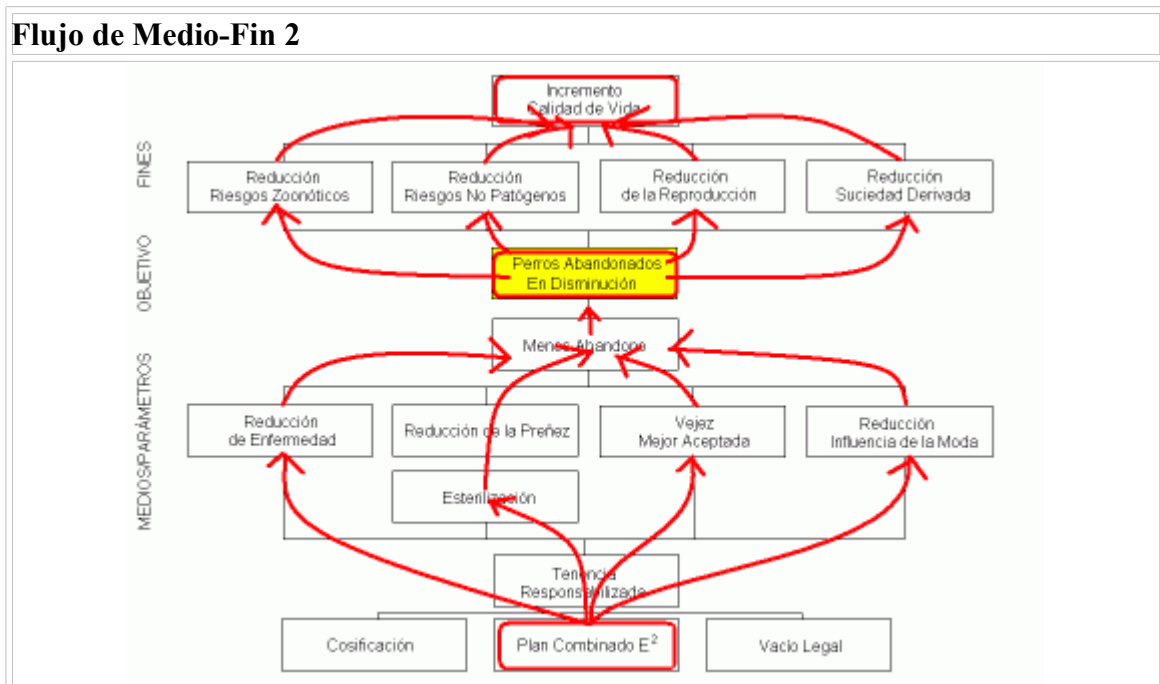 Flujo de Medio-Fin 2
Incremento
Calidad de Vida
FINES
Reducción
Riesgos Zoonóticos
Reducción
Riesgos No Patógenos
Reducción
de la Reproducción
Reducción
Suciedad Derivada
OBJETIVO
Perros Abandonados
En Disminución
MEDIOS/PARÁMETROS
Menos Abandono
Reducción
de Enfermedad
Reducción de la Preñez
Vejez
Mejor Aceptada
Reducción
Influencia de la Moda
Esterilización
Tenencia
Responsabilizada
Cosificación
Plan Combinado E²
Vacío Legal